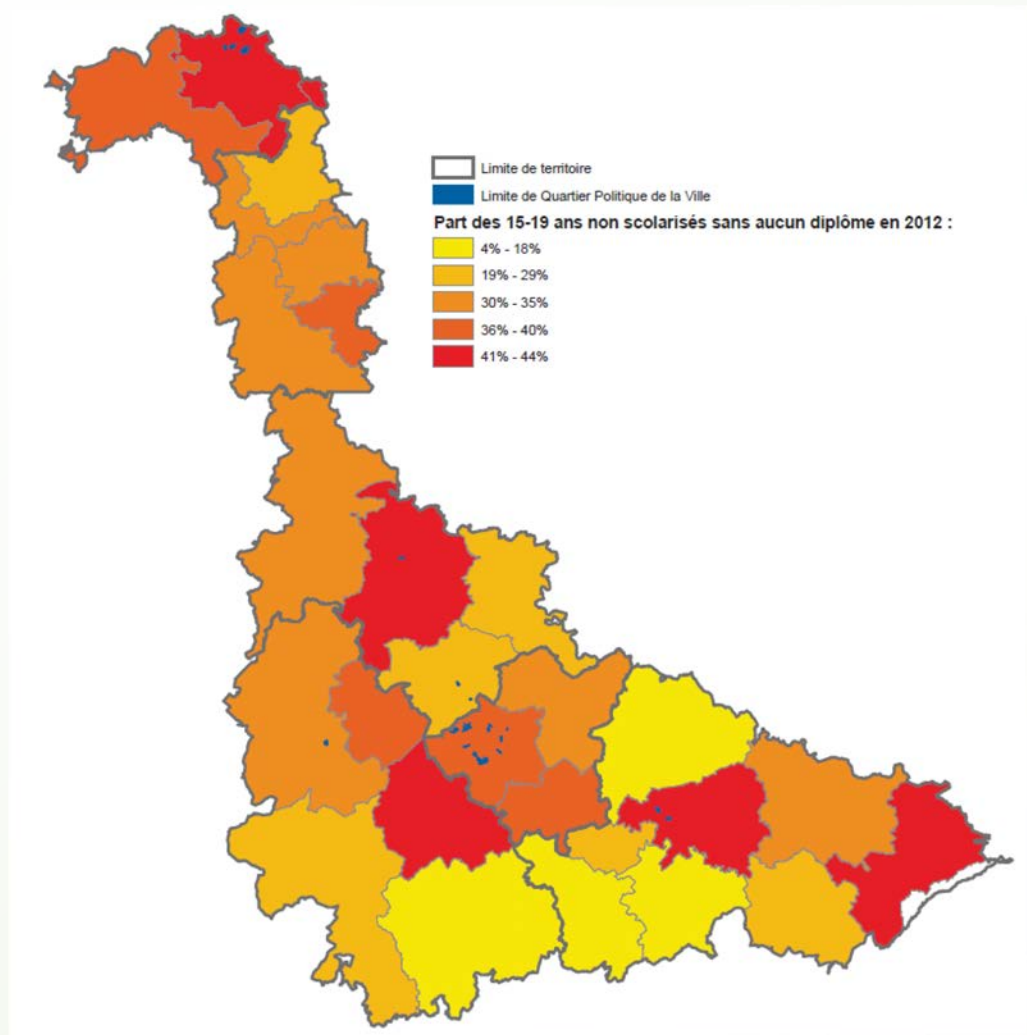 Limite de territoire
Limite de Quartier Politique de la Ville
Part des 15-19 ans non scolarisés sans aucun diplôme en 2012 :
4% - 18%
19% - 29%
30% - 35%
36% - 40%
41% - 44%